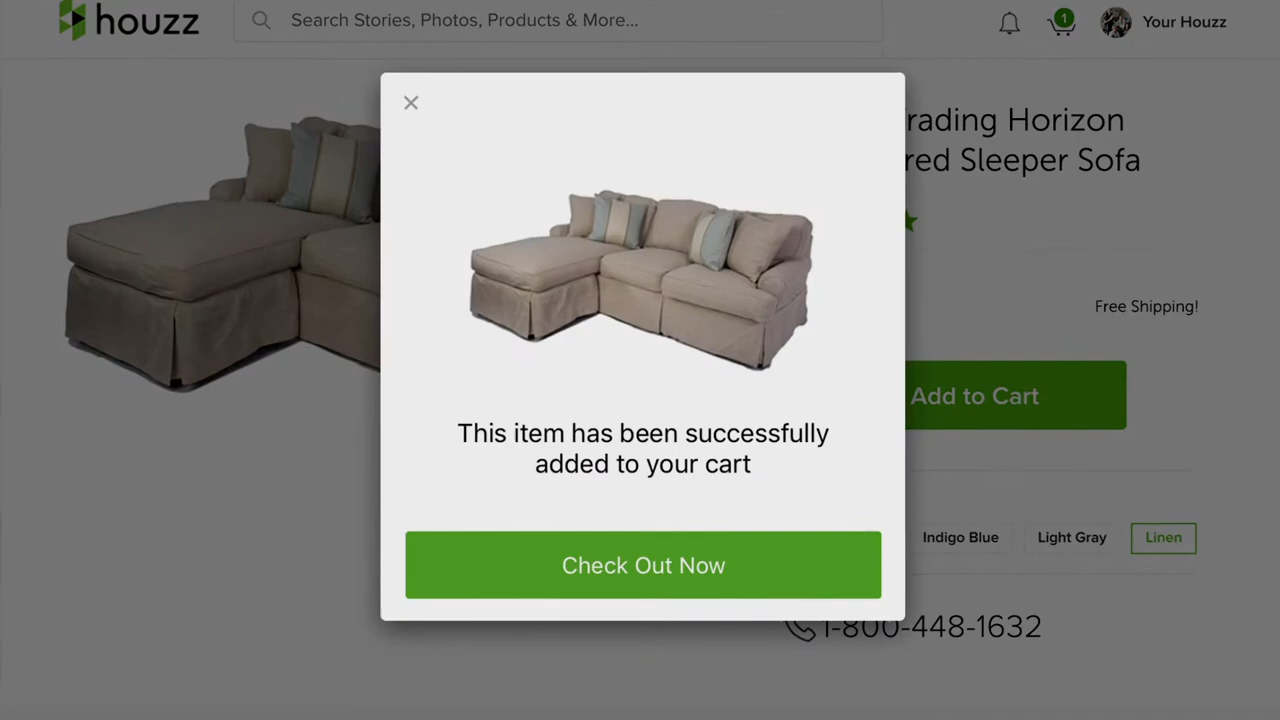 houzz
Search Stories, Photos, Products & More...
1
Your Houzz
Horizon
Sleeper Sofa
Free Shipping!
Add to Cart
This item has been successfully
added to your cart
Indigo Blue
Light Gray
Linen
Check Out Now
1-800-448-1632